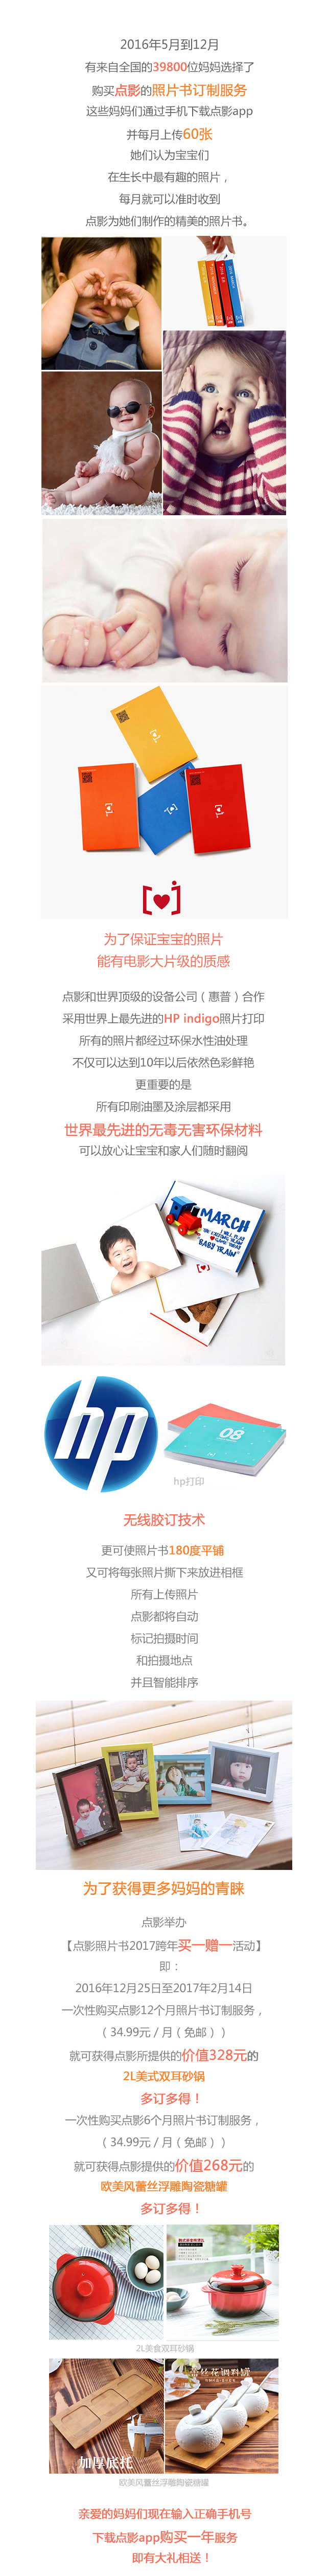 2016年5月到12月
有来自全国的39800位妈妈选择了
购买点影的照片书订制服务
这些妈妈们通过手机下载点影app
并每月上传60张
她们认为宝宝们
在生长中最有趣的照片，
每月就可以准时收到
点影为她们制作的精美的照片书。
为了保证宝宝的照片
能有电影大片级的质感
点影和世界顶级的设备公司（惠普）合作
采用世界上最先进的HP indigo照片打印
所有的照片都经过环保水性油处理
不仅可以达到10年以后依然色彩鲜艳
更重要的是
所有印刷油墨及涂层都采用
世界最先进的无毒无害环保材料
可以放心让宝宝和家人们随时翻阅
MARCH
BABY TRAIN
hp
08
hp打印
无线胶订技术
更可使照片书180度平铺
又可将每张照片撕下来放进相框
所有上传照片
点影都将自动
标记拍摄时间
和拍摄地点
并且智能排序
为了获得更多妈妈的青睐
点影举办
【点影照片书2017跨年买一赠一活动】
即：
2016年12月25日至2017年2月14日
一次性购买点影12个月照片书订制服务，
（34.99元／月（免邮））
就可获得点影所提供的价值328元的
2L美式双耳砂锅
多订多得！
一次性购买点影6个月照片书订制服务，
（34.99元／月（免邮））
就可获得点影提供的价值268元的
欧美风蕾丝浮雕陶瓷糖罐
多订多得！
2L美食双耳砂锅
加厚底托
蕾丝花调料罐
欧美风蕾丝浮雕陶瓷糖罐
亲爱的妈妈们现在输入正确手机号
下载点影app购买一年服务
即有大礼相送！